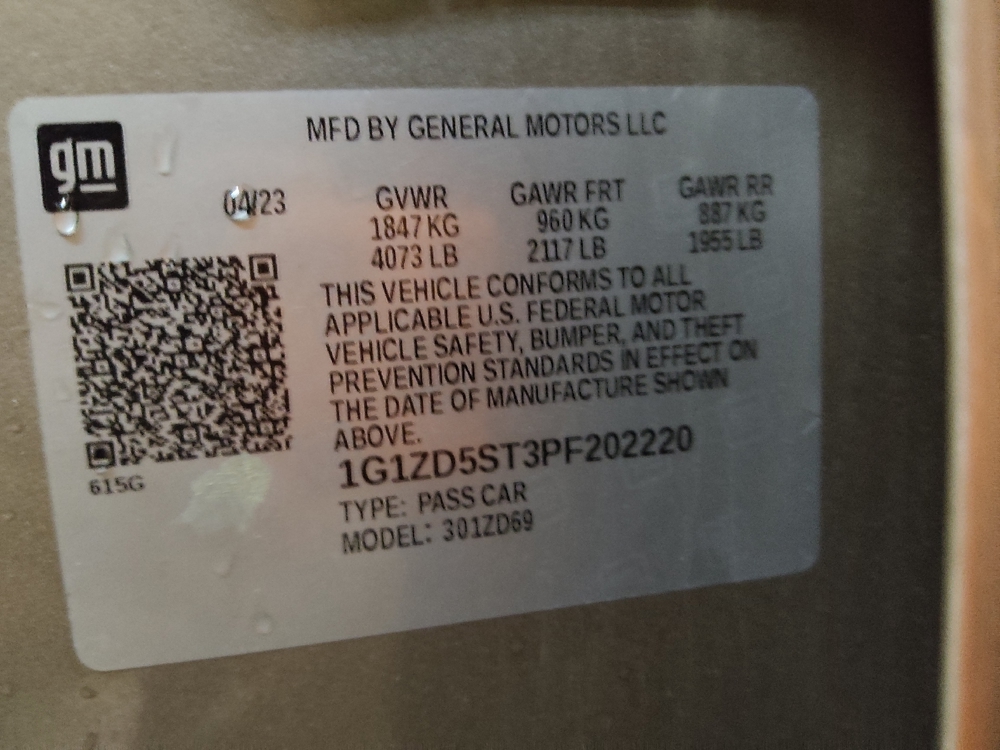 MFD BY GENERAL MOTORS LLC
gm
04/23 GVWR GAWR FRT GAWR RR
1847 KG 960 KG 887 KG
4073 LB 2117 LB 1955 LB
THIS VEHICLE CONFORMS TO ALL
APPLICABLE U.S. FEDERAL MOTOR
VEHICLE SAFETY, BUMPER, AND THEFT
PREVENTION STANDARDS IN EFFECT ON
THE DATE OF MANUFACTURE SHOWN
ABOVE.
1G1ZD5ST3PF202220
615G
TYPE: PASS CAR
MODEL: 301ZD69